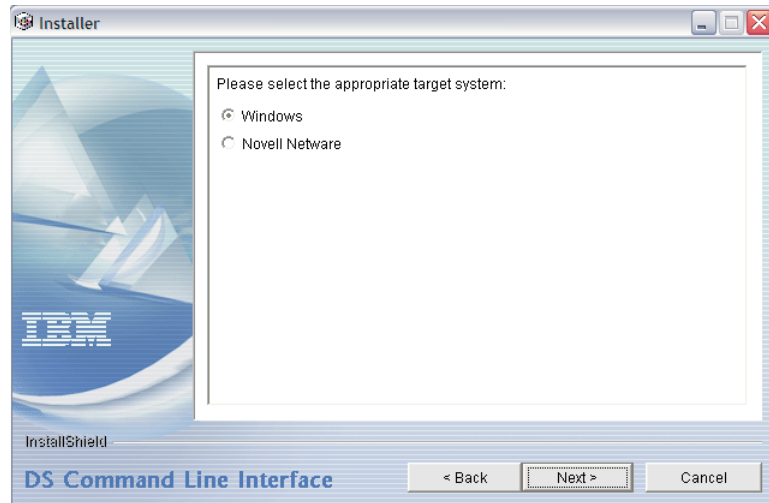 Installer
Please select the appropriate target system:
Windows
Novell Netware
IBM
InstallShield
DS Command Line Interface
< Back
Next >
Cancel